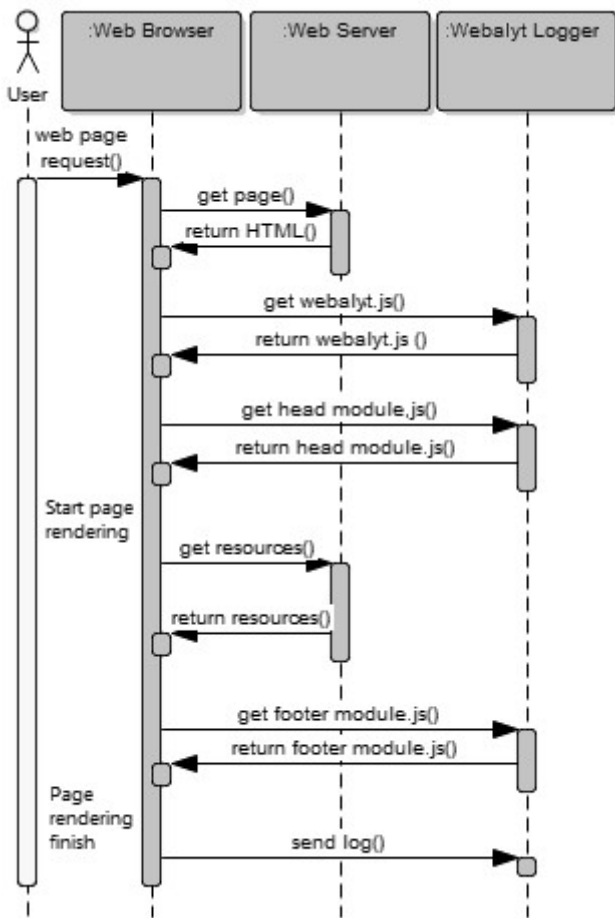 :Web Browser
:Web Server
:Webalyt Logger
User
web page
request()
get page()
return HTML()
get webalyt.js()
return webalyt.js ()
get head module,js()
return head module.js()
Start page
rendering
get resources()
return resources()
get footer module.js()
return footer module.js()
Page
rendering
finish
send log()